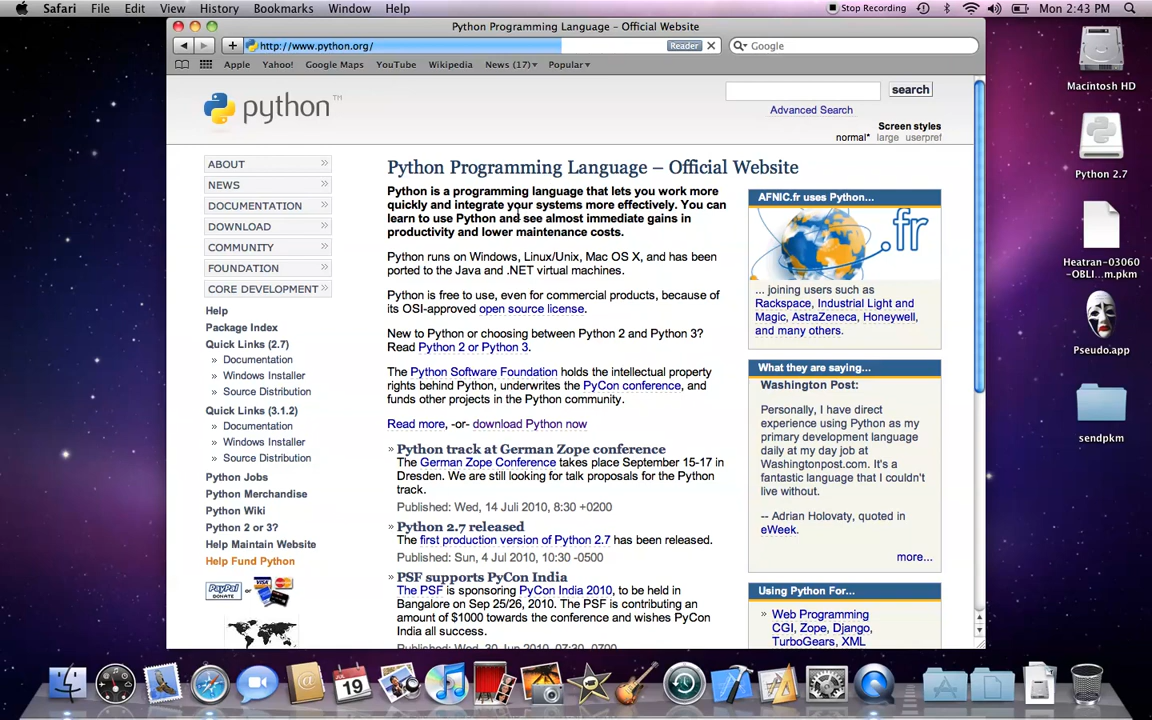 Safari File Edit View History Bookmarks Window Help Stop Recording Mon 2:43 PM
Python Programming Language – Official Website
http://www.python.org/ Reader Google
Apple Yahoo! Google Maps YouTube Wikipedia News (17) Popular
python™
search
Advanced Search
Screen styles
normal* large userpref
ABOUT »
NEWS »
DOCUMENTATION »
DOWNLOAD »
COMMUNITY »
FOUNDATION »
CORE DEVELOPMENT »
Help
Package Index
Quick Links (2.7)
» Documentation
» Windows Installer
» Source Distribution
Quick Links (3.1.2)
» Documentation
» Windows Installer
» Source Distribution
Python Jobs
Python Merchandise
Python Wiki
Python 2 or 3?
Help Maintain Website
Help Fund Python
PayPal DONATE or VISA
Python Programming Language – Official Website
Python is a programming language that lets you work more
quickly and integrate your systems more effectively. You can
learn to use Python and see almost immediate gains in
productivity and lower maintenance costs.
Python runs on Windows, Linux/Unix, Mac OS X, and has been
ported to the Java and .NET virtual machines.
Python is free to use, even for commercial products, because of
its OSI-approved open source license.
New to Python or choosing between Python 2 and Python 3?
Read Python 2 or Python 3.
The Python Software Foundation holds the intellectual property
rights behind Python, underwrites the PyCon conference, and
funds other projects in the Python community.
Read more, -or- download Python now
» Python track at German Zope conference
The German Zope Conference takes place September 15-17 in
Dresden. We are still looking for talk proposals for the Python
track.
Published: Wed, 14 Juli 2010, 8:30 +0200
» Python 2.7 released
The first production version of Python 2.7 has been released.
Published: Sun, 4 July 2010, 10:30 -0500
» PSF supports PyCon India
The PSF is sponsoring PyCon India 2010, to be held in
Bangalore on Sep 25/26, 2010. The PSF is contributing an
amount of $1000 towards the conference and wishes PyCon
India all success.
AFNIC.fr uses Python...
.fr
... joining users such as
Rackspace, Industrial Light and
Magic, AstraZeneca, Honeywell,
and many others.
What they are saying...
Washington Post:
Personally, I have direct
experience using Python as my
primary development language
daily at my day job at
Washingtonpost.com. It's a
fantastic language that I couldn't
live without.
-- Adrian Holovaty, quoted in
eWeek.
more...
Using Python For...
» Web Programming
CGI, Zope, Django,
TurboGears, XML
Macintosh HD
Python 2.7
Heatran-03060
-OBLI...m.pkm
Pseudo.app
sendpkm
JUL
19